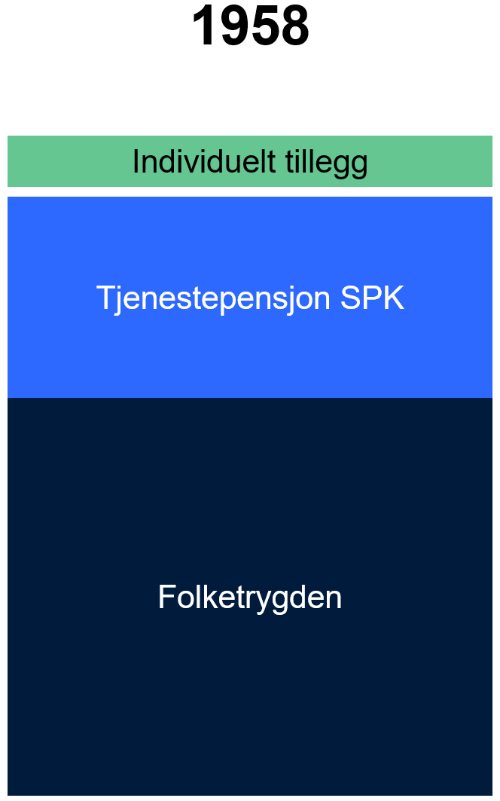 1958
Individuelt tillegg
Tjenestepensjon SPK
Folketrygden